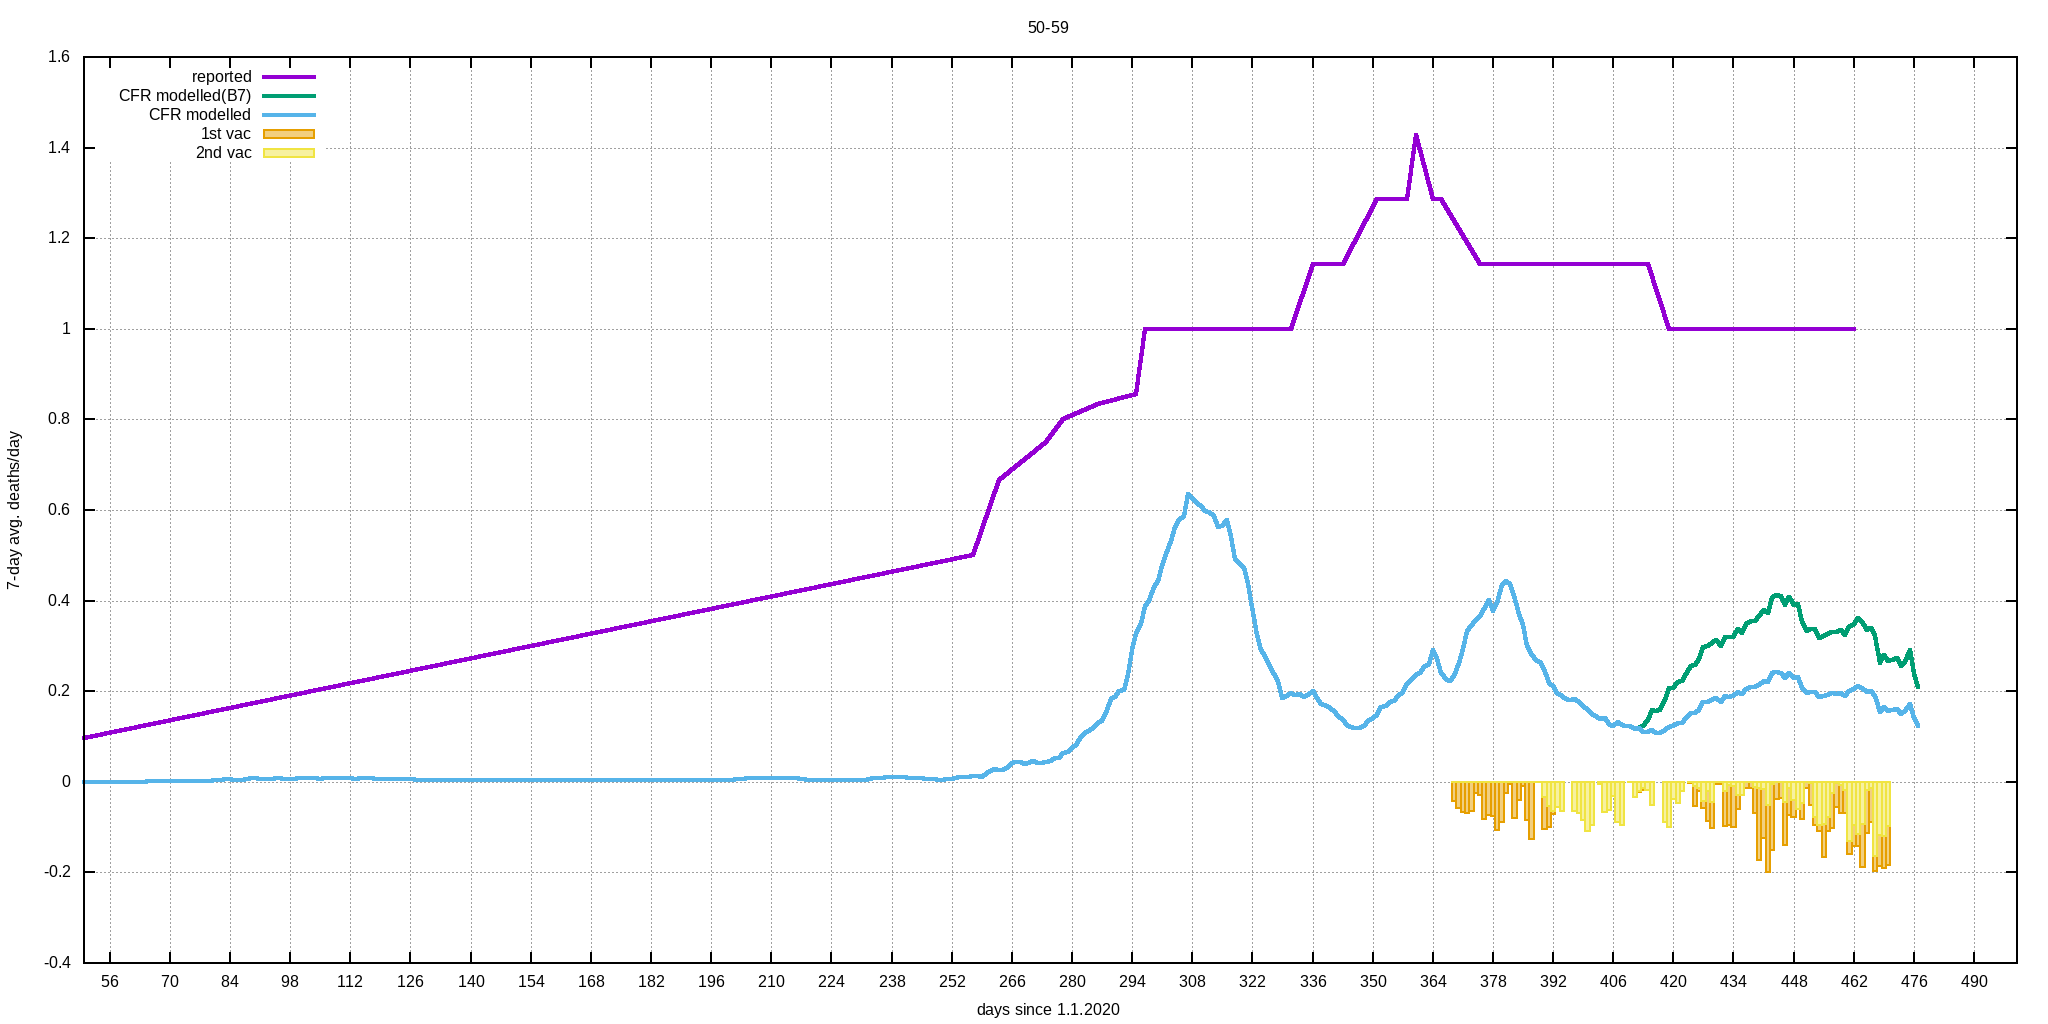 50-59
1.6
1.4
1.2
1
0.8
0.6
0.4
0.2
0
-0.2
-0.4
7-day avg. deaths/day
reported
CFR modelled(B7)
CFR modelled
1st vac
2nd vac
56 70 84 98 112 126 140 154 168 182 196 210 224 238 252 266 280 294 308 322 336 350 364 378 392 406 420 434 448 462 476 490
days since 1.1.2020